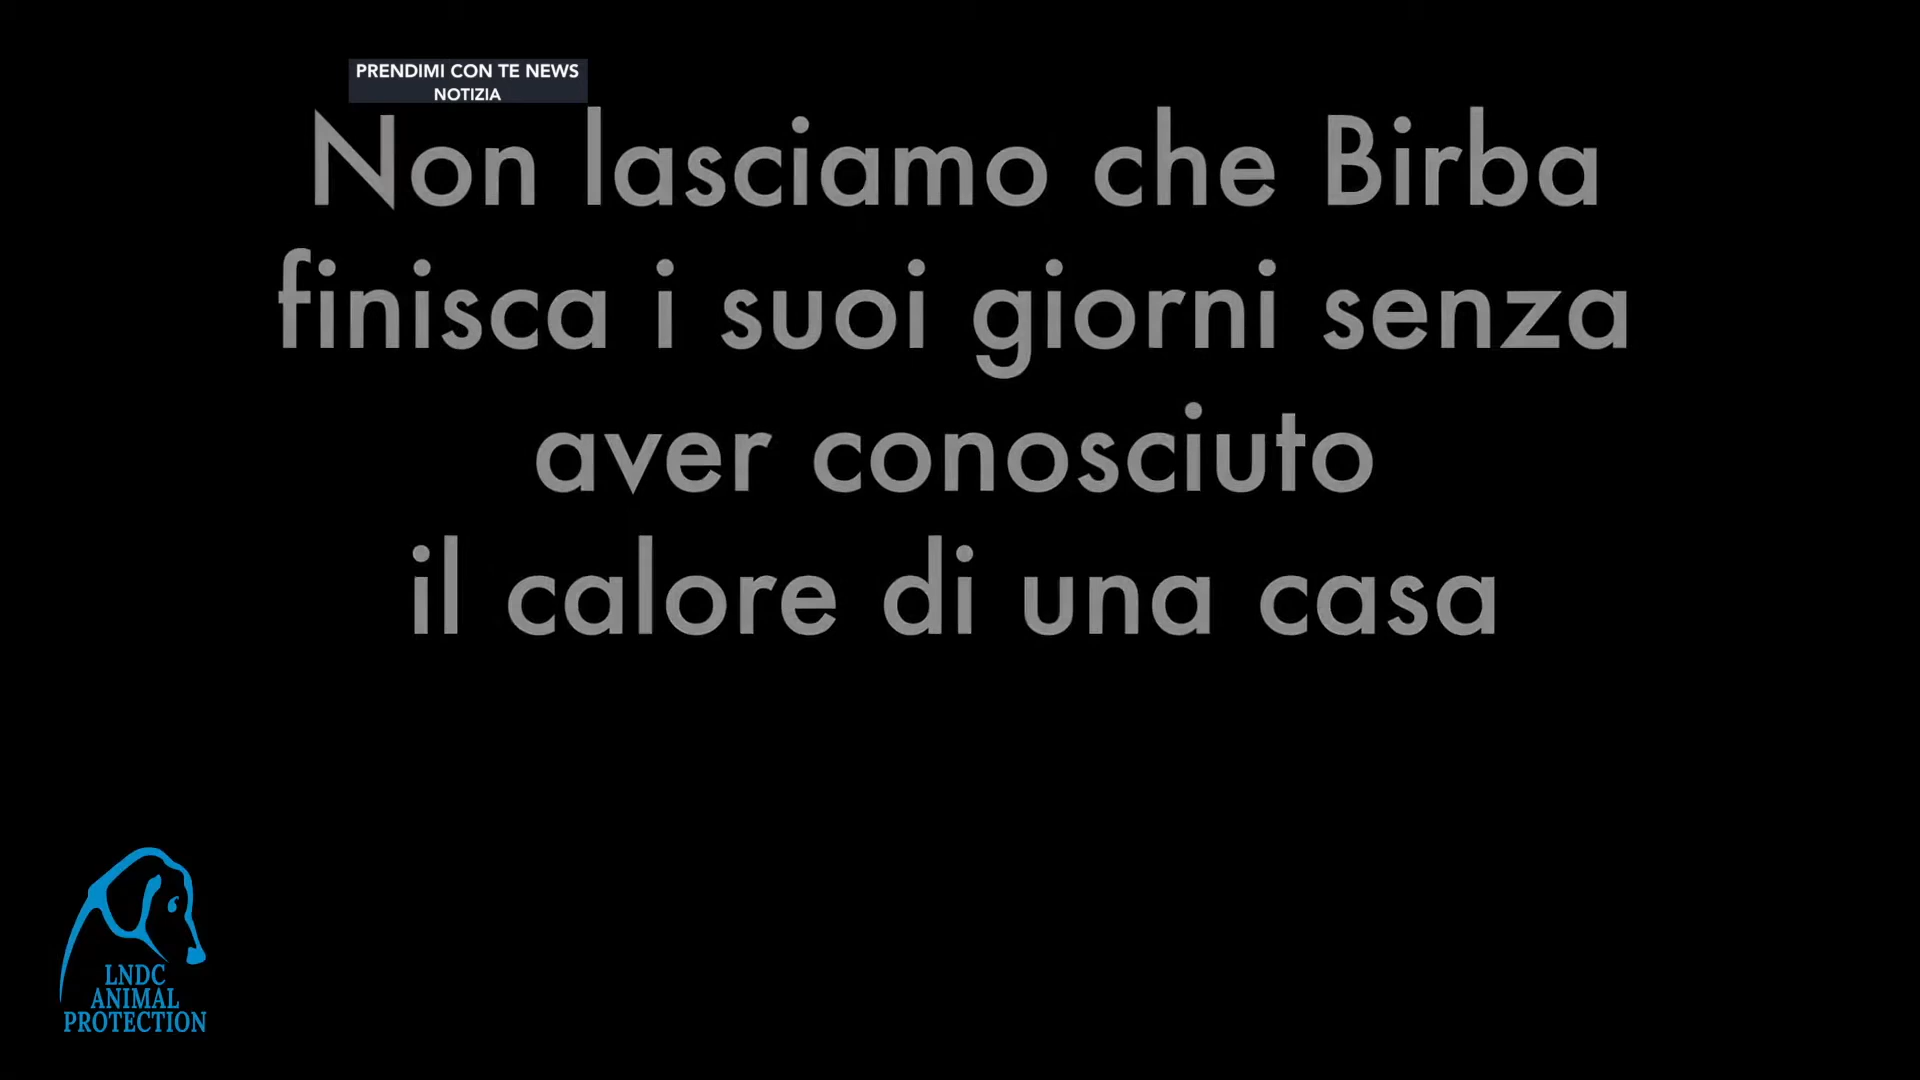 PRENDIMI CON TE NEWS
NOTIZIA
Non lasciamo che Birba
finisca i suoi giorni senza
aver conosciuto
il calore di una casa
LNDC
ANIMAL
PROTECTION